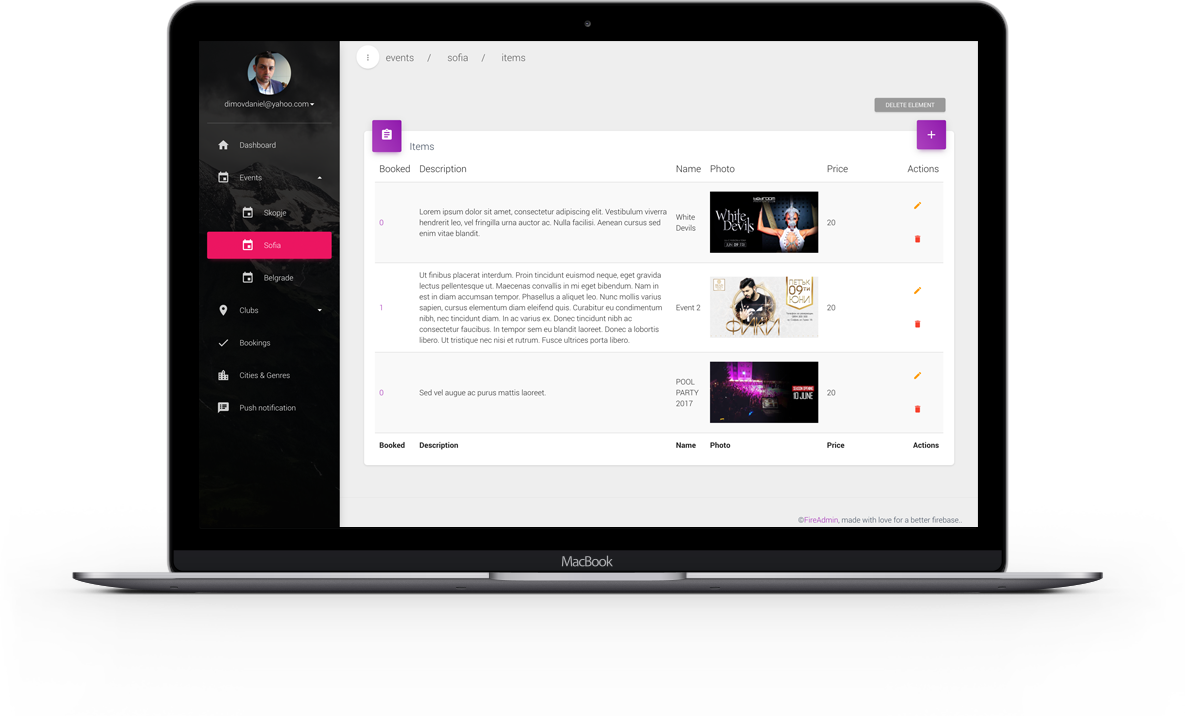 dimovdaniel@yahoo.com
Dashboard
Events
Skopje
Sofia
Belgrade
Clubs
Bookings
Cities & Genres
Push notification
events / sofia / items
DELETE ELEMENT
Items
Booked Description Name Photo Price Actions
0
Lorem ipsum dolor sit amet, consectetur adipiscing elit. Vestibulum viverra
hendrerit leo, vel fringilla urna auctor ac. Nulla facilisi. Aenean cursus sed
enim vitae blandit.
White
Devils
White
Devils
20
1
Ut finibus placerat interdum. Proin tincidunt euismod neque, eget gravida
lectus pellentesque ut. Maecenas convallis in mi eget bibendum. Nam in
est in diam accumsan tempor. Phasellus a aliquet leo. Nunc mollis varius
sapien, cursus elementum diam eleifend quis. Curabitur eu condimentum
nibh, nec tincidunt diam. In ac varius ex. Donec tincidunt nibh ac
consectetur faucibus. In tempor sem eu blandit laoreet. Donec a lobortis
libero. Ut tristique nec nisi et rutrum. Fusce ultrices porta libero.
Event 2
ПЕТЪК
09ТИ
ЮНИ
ФИКИ
20
0
Sed vel augue ac purus mattis laoreet.
POOL
PARTY
2017
SEASON OPENING
10 JUNE
20
Booked Description Name Photo Price Actions
©FireAdmin, made with love for a better firebase.
MacBook